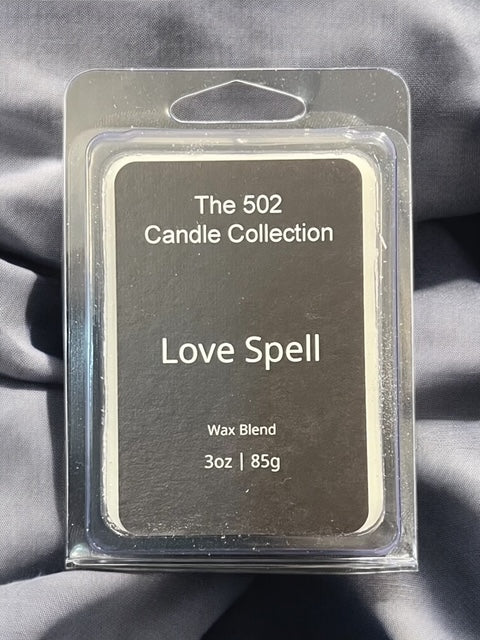 The 502
Candle Collection
Love Spell
Wax Blend
3oz | 85g